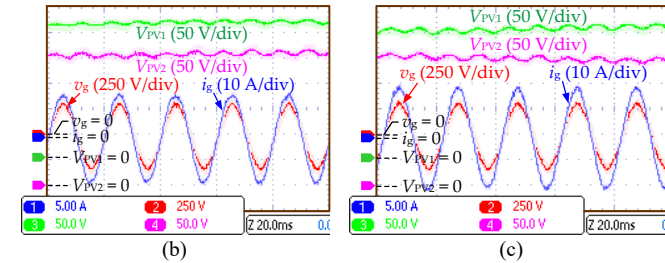 VPV1 (50 V/div)
VPV2 (50 V/div)
vg (250 V/div)
ig (10 A/div)
vg = 0
ig = 0
VPV1 = 0
VPV2 = 0
1 5.00 A 2 250 V
3 50.0 V 4 50.0 V
Z 20.0ms 0.0
(b)
VPV1 (50 V/div)
VPV2 (50 V/div)
vg (250 V/div)
ig (10 A/div)
vg = 0
ig = 0
VPV1 = 0
VPV2 = 0
1 5.00 A 2 250 V
3 50.0 V 4 50.0 V
Z 20.0ms
(c)